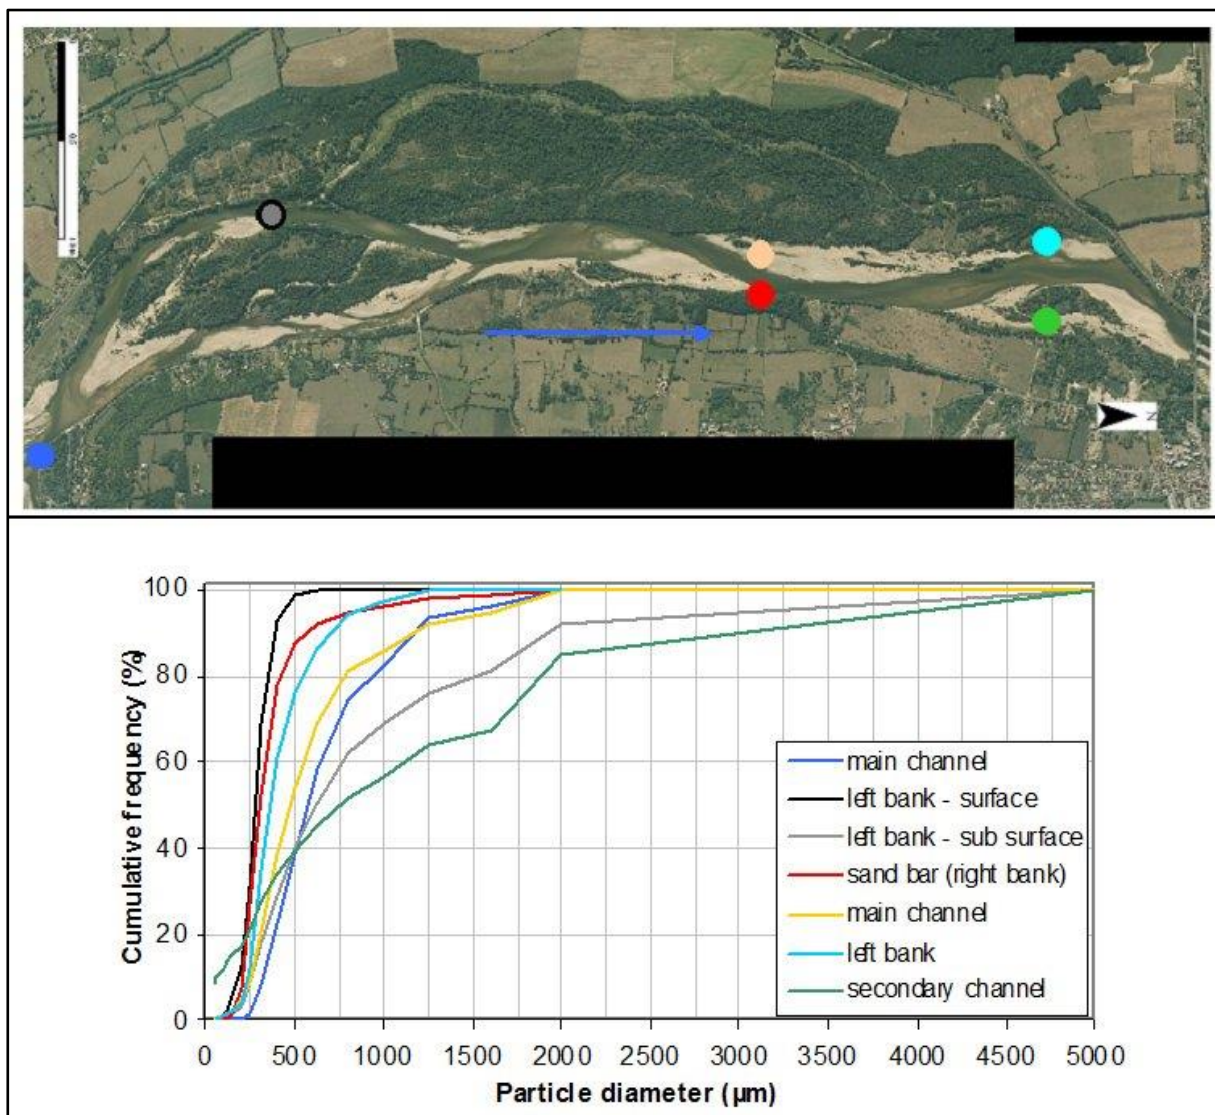 N
100
80
60
40
20
0
Cumulative frequency (%)
main channel
left bank - surface
left bank - sub surface
sand bar (right bank)
main channel
left bank
secondary channel
0 500 1000 1500 2000 2500 3000 3500 4000 4500 5000
Particle diameter (µm)